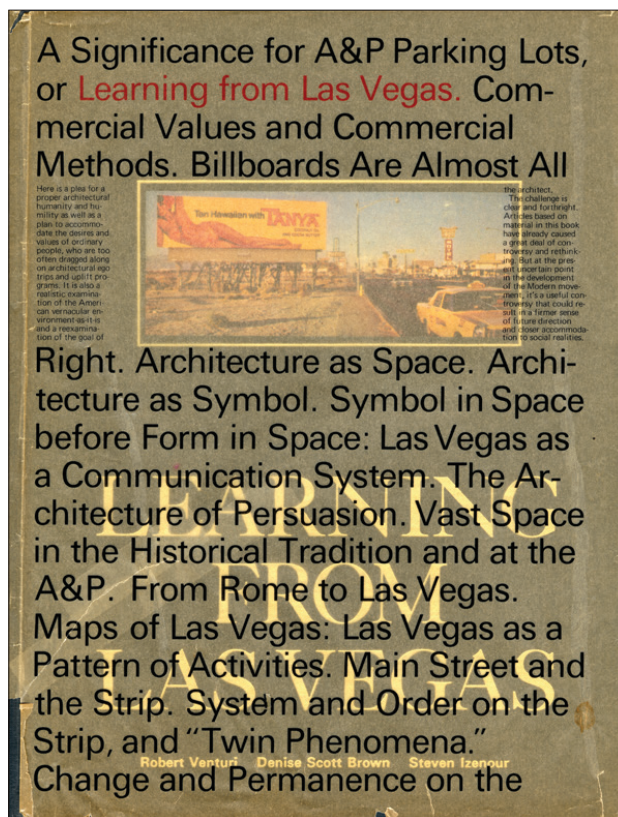 A Significance for A&P Parking Lots,
or Learning from Las Vegas. Com-
mercial Values and Commercial
Methods. Billboards Are Almost All
Here is a plea for a
proper architectural
humanity and hu-
mility as well as a
plan to accommo-
date the desires and
values of ordinary
people, who are too
often dragged along
on architectural ego
trips and uplift pro-
grams. It is also a
realistic examina-
tion of the Ameri-
can vernacular en-
vironment as it is
and a reexamina-
tion of the goal of
Tan Hawaiian with
TANYA
the architect.
The challenge is
clear and forthright.
Articles based on
material in this book
have already caused
a great deal of con-
troversy and rethink-
ing. But at the pres-
ent uncertain point
in the development
of the Modern move-
ment, it's a useful con-
troversy that could re-
sult in a firmer sense
of future direction
and closer accommoda-
tion to social realities.
Right. Architecture as Space. Archi-
tecture as Symbol. Symbol in Space
before Form in Space: Las Vegas as
a Communication System. The Ar-
chitecture of Persuasion. Vast Space
in the Historical Tradition and at the
A&P. From Rome to Las Vegas.
Maps of Las Vegas: Las Vegas as a
Pattern of Activities. Main Street and
the Strip. System and Order on the
Strip, and "Twin Phenomena."
Change and Permanence on the
LEARNING
FROM
LAS VEGAS
Robert Venturi Denise Scott Brown Steven Izenour